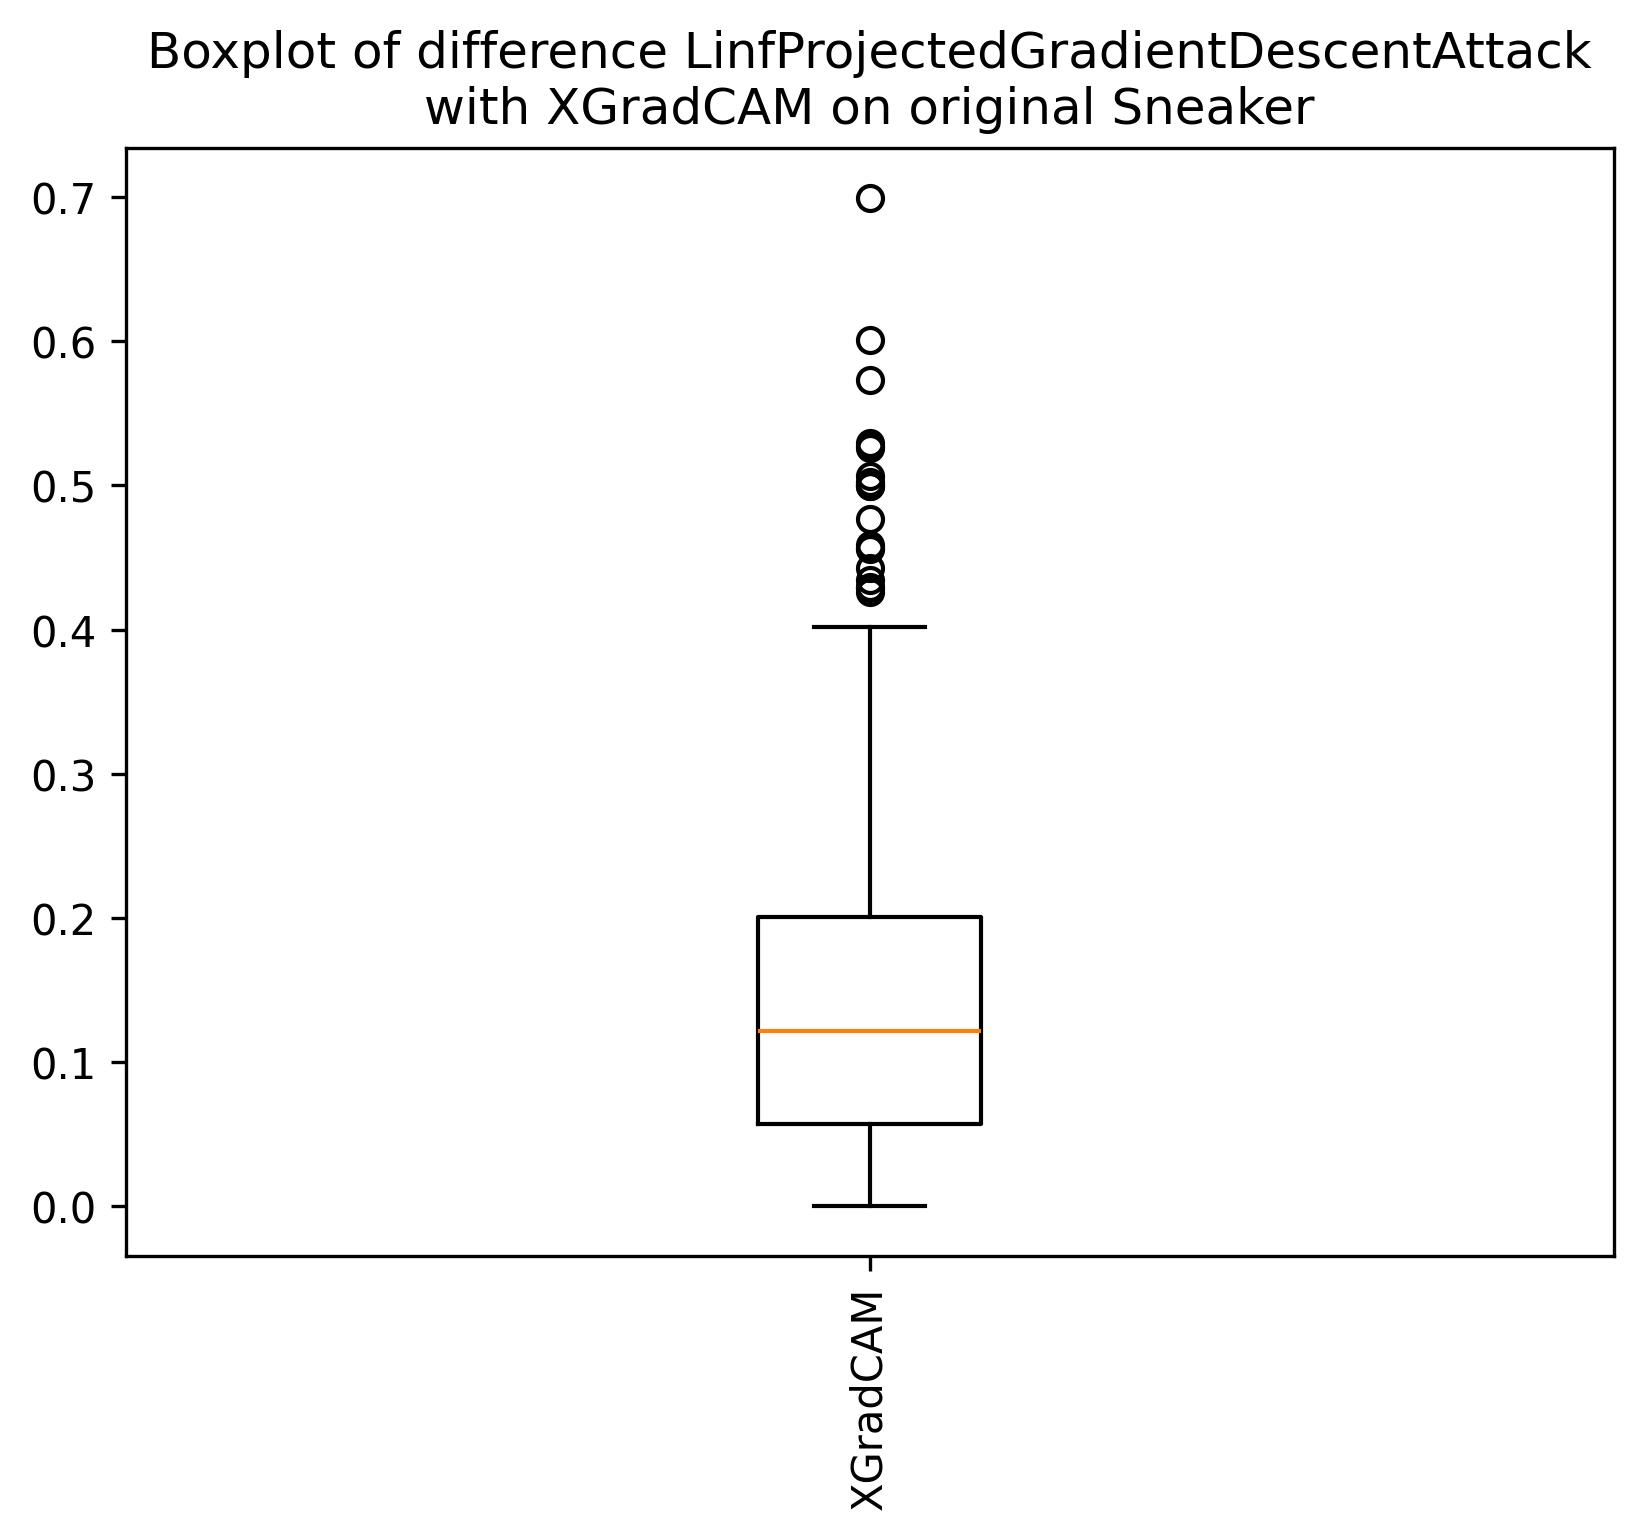 Boxplot of difference LinfProjectedGradientDescentAttack
with XGradCAM on original Sneaker
0.7
0.6
0.5
0.4
0.3
0.2
0.1
0.0
XGradCAM